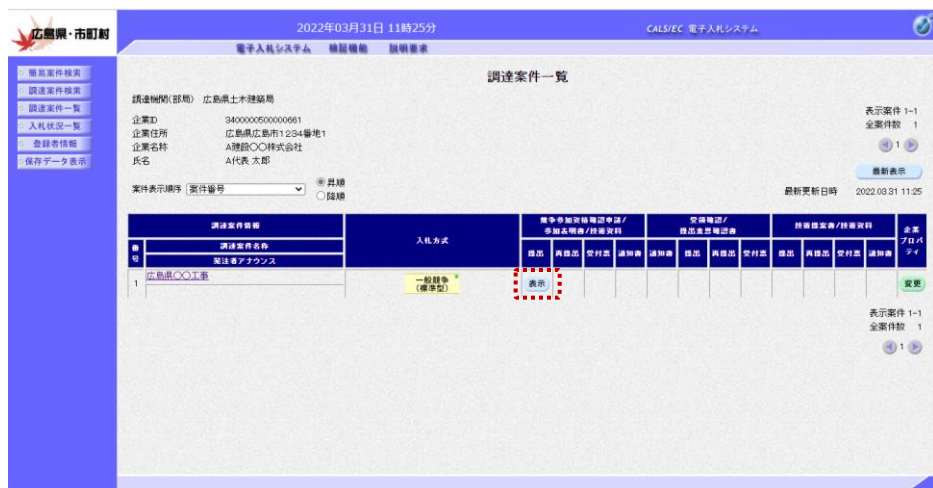 広島県・市町村
2022年03月31日 11時25分
CALS/EC 電子入札システム
電子入札システム 検証機能 説明要求
簡易案件検索
調達案件検索
調達案件一覧
入札状況一覧
登録者情報
保存データ表示
調達案件一覧
調達機関(部局) 広島県土木建築局
企業ID 3400000500000661
企業住所 広島県広島市1234番地1
企業名称 A建設〇〇株式会社
氏名 A代表 太郎
表示案件 1-1
全案件数 1
1
案件表示順序 案件番号
昇順
降順
最新表示
最新更新日時 2022.03.31 11:25
調達案件情報
番号
調達案件名称
発注者アナウンス
入札方式
競争参加資格確認申請/
参加表明書/技術資料
受領確認/
提出意思確認書
技術提案書/技術資料
企業
プロパ
ティ
提出 再提出 受付票 通知書 通知書 提出 再提出 受付票 提出 再提出 受付票 通知書
1 広島県〇〇工事
一般競争
(標準型)
表示
変更
表示案件 1-1
全案件数 1
1